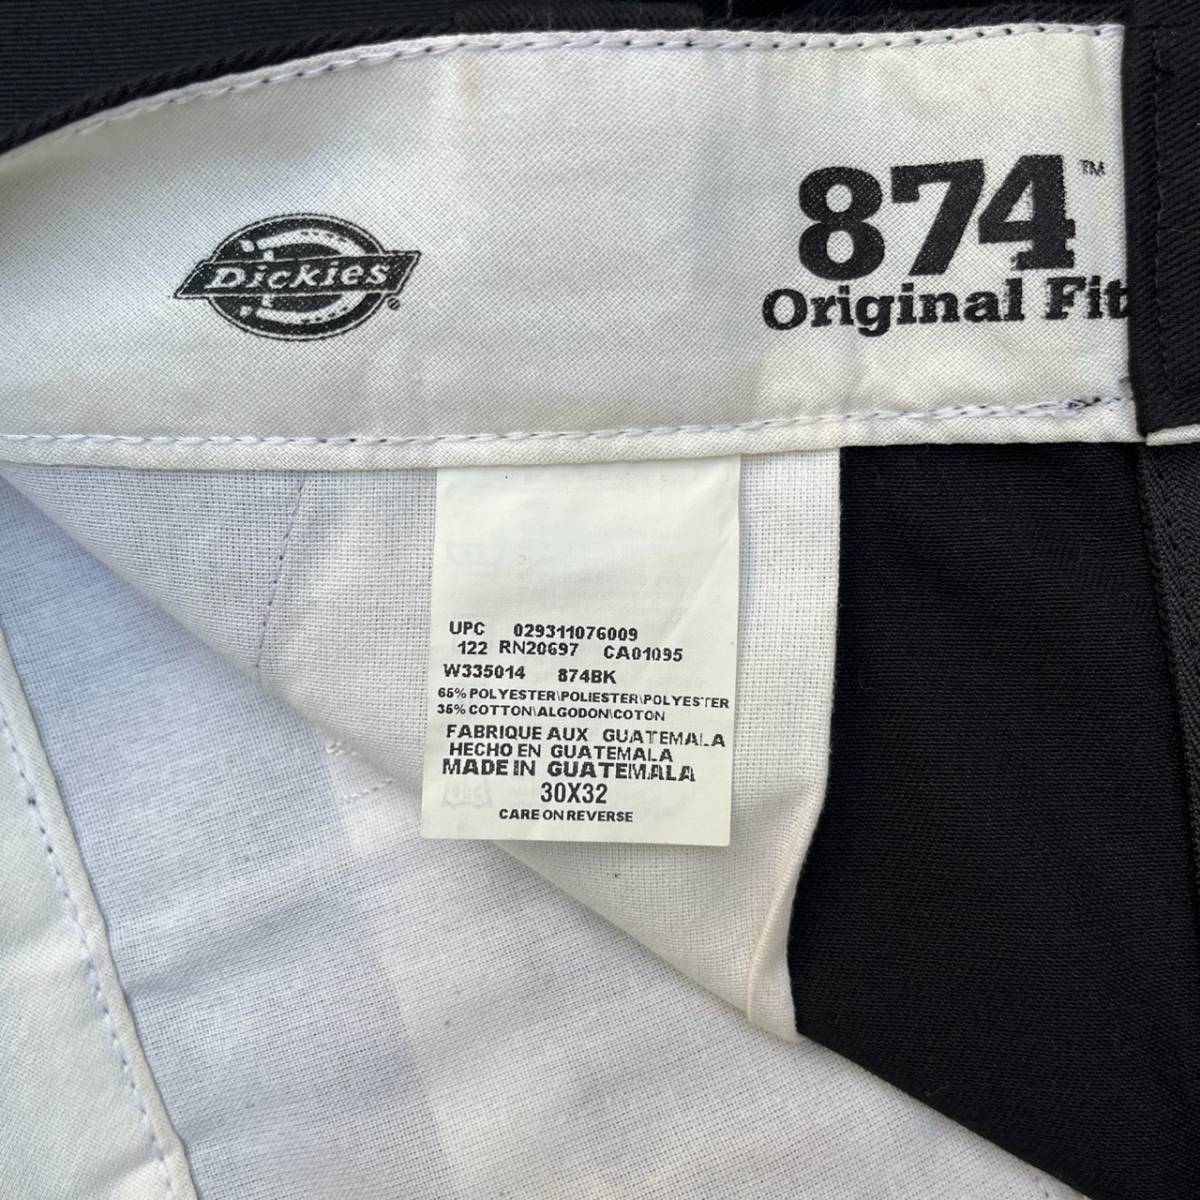 Dickies®
874™
Original Fit
UPC 029311076009
122 RN20697 CA01095
W335014 874BK
65% POLYESTER\POLIESTER\POLYESTER
35% COTTON\ALGODON\COTON
FABRIQUE AUX GUATEMALA
HECHO EN GUATEMALA
MADE IN GUATEMALA
30X32
CARE ON REVERSE